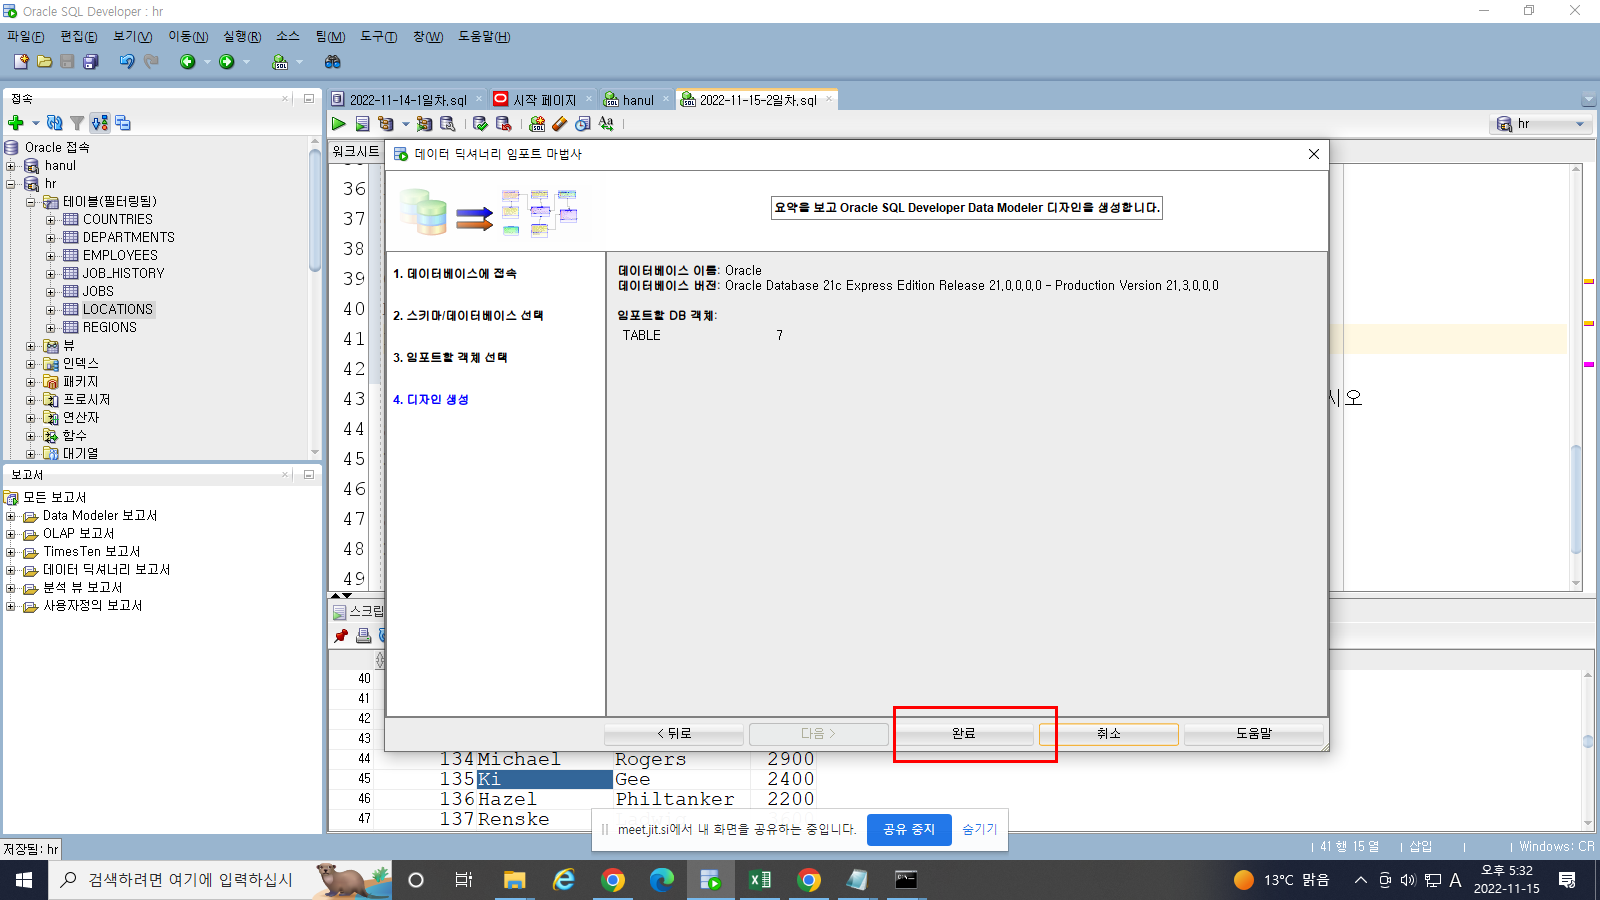 Oracle SQL Developer : hr
파일(F) 편집(E) 보기(V) 이동(N) 실행(R) 소스 팀(M) 도구(T) 창(W) 도움말(H)
접속
2022-11-14-1일차.sql 시작 페이지 hanul 2022-11-15-2일차.sql
hr
Oracle 접속
hanul
hr
테이블(필터링됨)
COUNTRIES
DEPARTMENTS
EMPLOYEES
JOB_HISTORY
JOBS
LOCATIONS
REGIONS
뷰
인덱스
패키지
프로시저
연산자
함수
대기열
보고서
모든 보고서
Data Modeler 보고서
OLAP 보고서
TimesTen 보고서
데이터 딕셔너리 보고서
분석 뷰 보고서
사용자정의 보고서
저장됨: hr
워크시트
36
37
38
39
40
41
42
43
44
45
46
47
48
49
시오
데이터 딕셔너리 임포트 마법사
요약을 보고 Oracle SQL Developer Data Modeler 디자인을 생성합니다.
1. 데이터베이스에 접속
2. 스키마/데이터베이스 선택
3. 임포트할 객체 선택
4. 디자인 생성
데이터베이스 이름: Oracle
데이터베이스 버전: Oracle Database 21c Express Edition Release 21.0.0.0.0 - Production Version 21.3.0.0.0
임포트할 DB 객체:
TABLE 7
< 뒤로 다음 > 완료 취소 도움말
스크립
40
41
42
43
44 134 Michael Rogers 2900
45 135 Ki Gee 2400
46 136 Hazel Philtanker 2200
47 137 Renske
meet.jit.si에서 내 화면을 공유하는 중입니다. 공유 중지 숨기기
41 행 15 열 삽입 Windows: CR
검색하려면 여기에 입력하십시
13°C 맑음
A
오후 5:32
2022-11-15